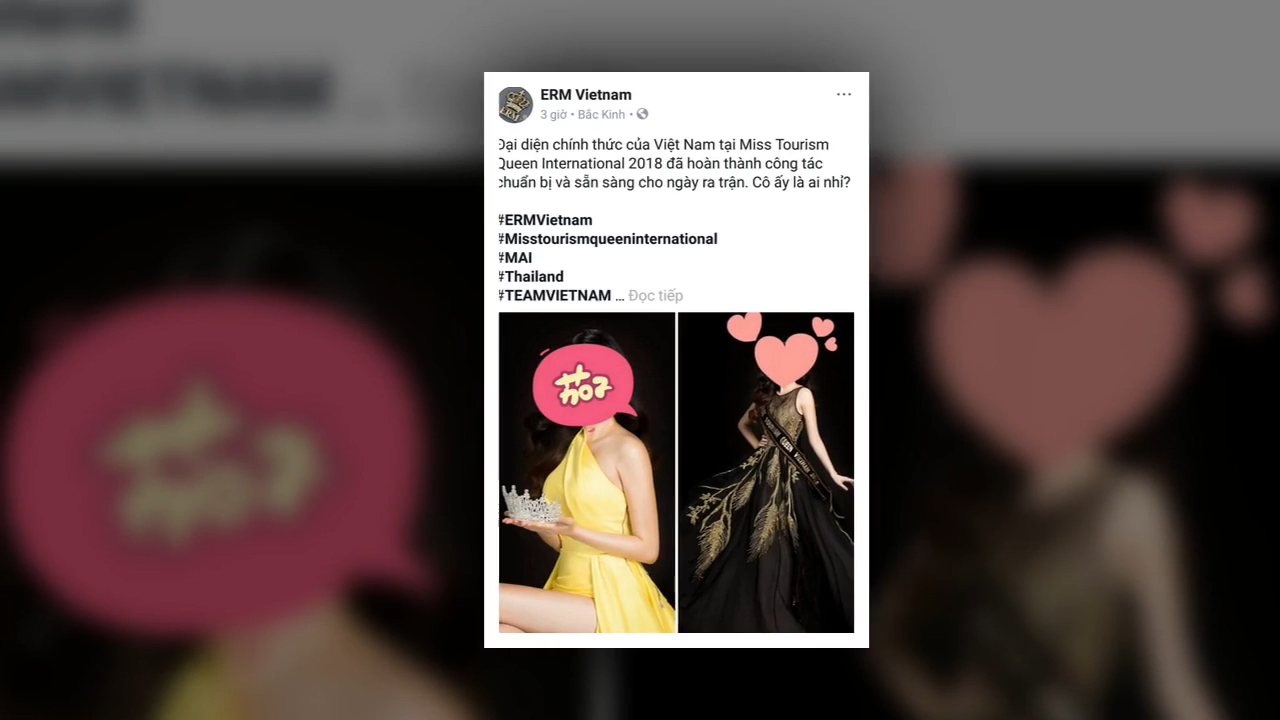 ERM Vietnam
3 giờ • Bắc Kinh •
Đại diện chính thức của Việt Nam tại Miss Tourism
Queen International 2018 đã hoàn thành công tác
chuẩn bị và sẵn sàng cho ngày ra trận. Cô ấy là ai nhỉ?
#ERMVietnam
#Misstourismqueeninternational
#MAI
#Thailand
#TEAMVIETNAM ... Đọc tiếp